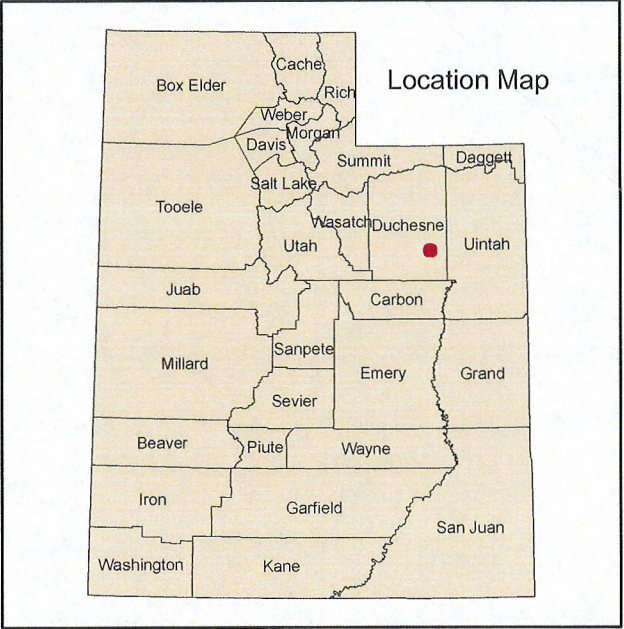 Location Map
Cache
Box Elder
Rich
Weber
Morgan
Davis
Summit
Daggett
Salt Lake
Tooele
Wasatch
Duchesne
Utah
Uintah
Juab
Carbon
Sanpete
Millard
Emery
Grand
Sevier
Beaver
Piute
Wayne
Iron
Garfield
San Juan
Washington
Kane